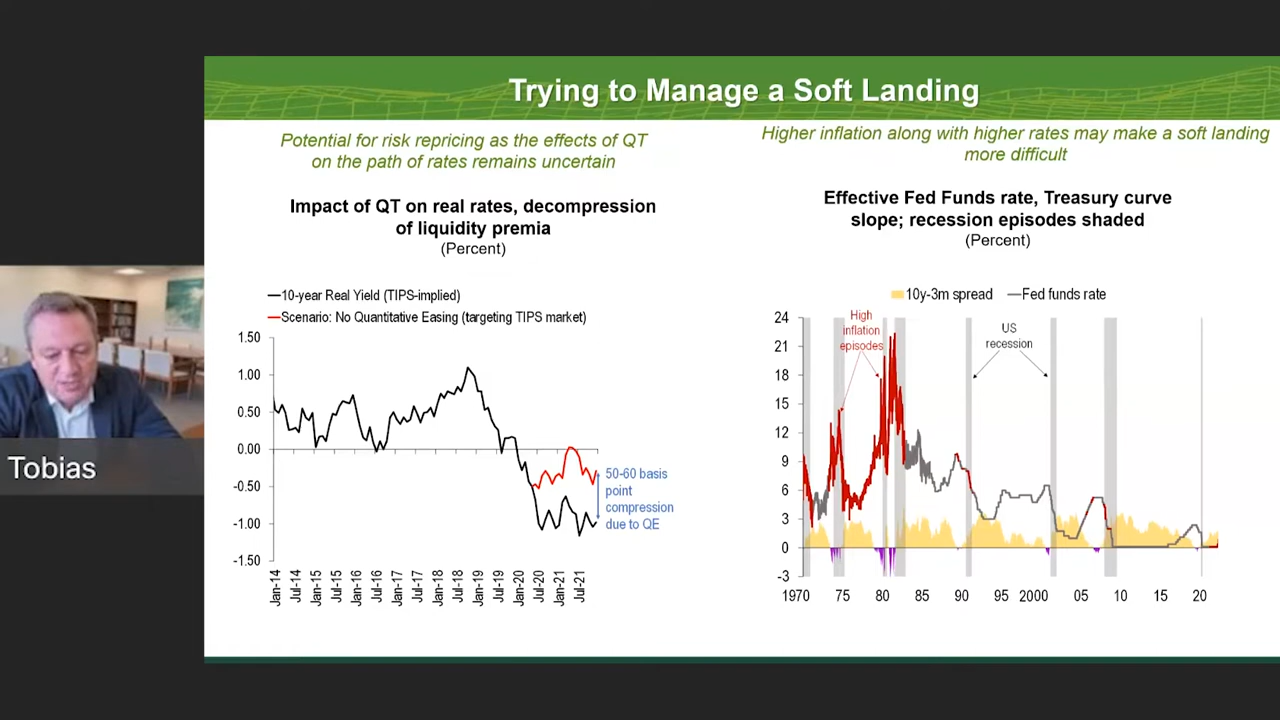 Trying to Manage a Soft Landing
Potential for risk repricing as the effects of QT
on the path of rates remains uncertain
Impact of QT on real rates, decompression
of liquidity premia
(Percent)
10-year Real Yield (TIPS-implied)
Scenario: No Quantitative Easing (targeting TIPS market)
1.50
1.00
0.50
0.00
-0.50
-1.00
-1.50
50-60 basis
point
compression
due to QE
Jan-14
Jul-14
Jan-15
Jul-15
Jan-16
Jul-16
Jan-17
Jul-17
Jan-18
Jul-18
Jan-19
Jul-19
Jan-20
Jul-20
Jan-21
Jul-21
Higher inflation along with higher rates may make a soft landing
more difficult
Effective Fed Funds rate, Treasury curve
slope; recession episodes shaded
(Percent)
10y-3m spread
Fed funds rate
High
inflation
episodes
US
recession
24
21
18
15
12
9
6
3
0
-3
1970 75 80 85 90 95 2000 05 10 15 20
Tobias